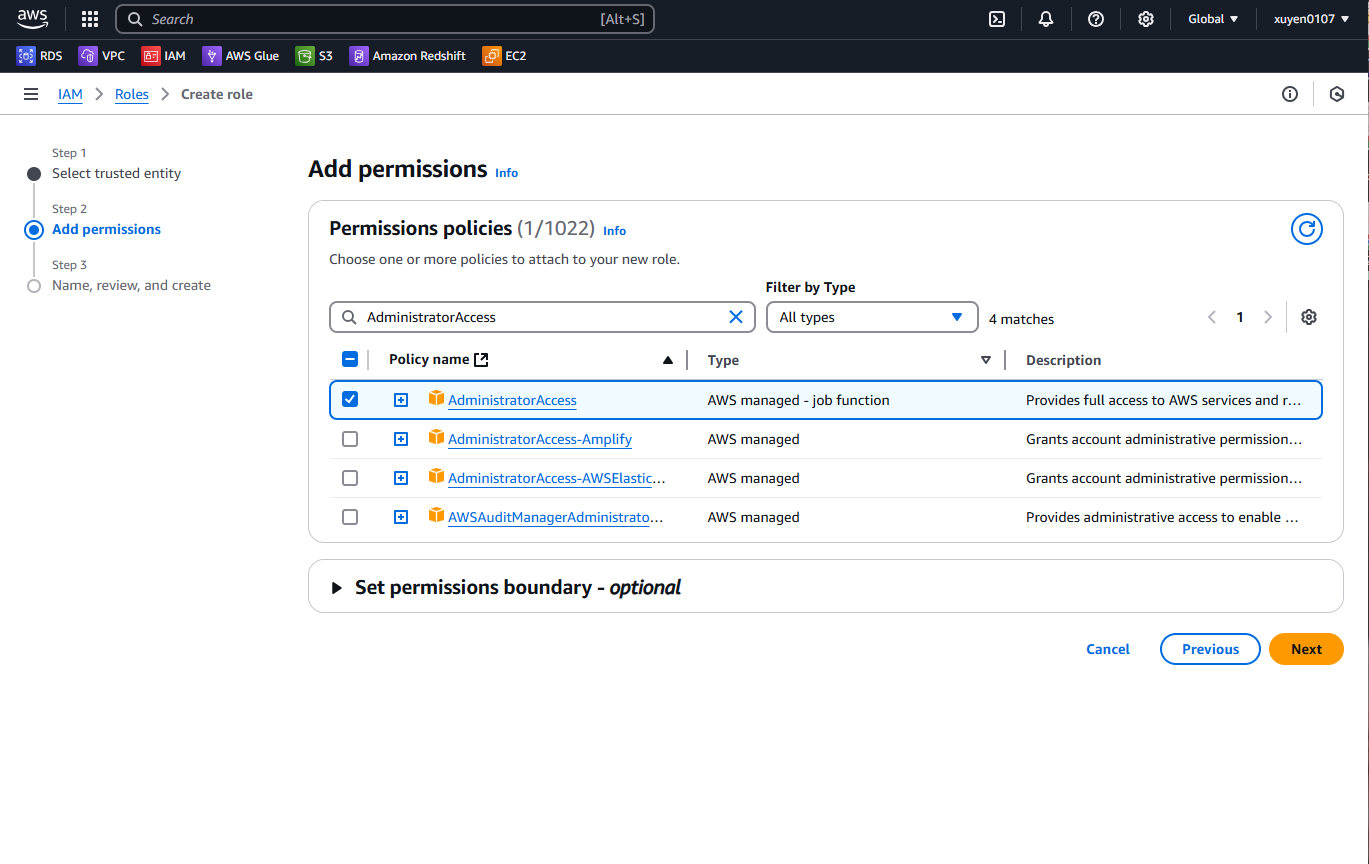 aws
Search [Alt+S] Global xuyen0107
RDS VPC IAM AWS Glue S3 Amazon Redshift EC2
IAM Roles Create role
Step 1
Select trusted entity
Step 2
Add permissions
Step 3
Name, review, and create
Add permissions Info
Permissions policies (1/1022) Info
Choose one or more policies to attach to your new role.
Filter by Type
AdministratorAccess All types 4 matches 1
Policy name Type Description
AdministratorAccess AWS managed - job function Provides full access to AWS services and r…
AdministratorAccess-Amplify AWS managed Grants account administrative permission…
AdministratorAccess-AWSElastic… AWS managed Grants account administrative permission…
AWSAuditManagerAdministrato… AWS managed Provides administrative access to enable …
Set permissions boundary - optional
Cancel Previous Next